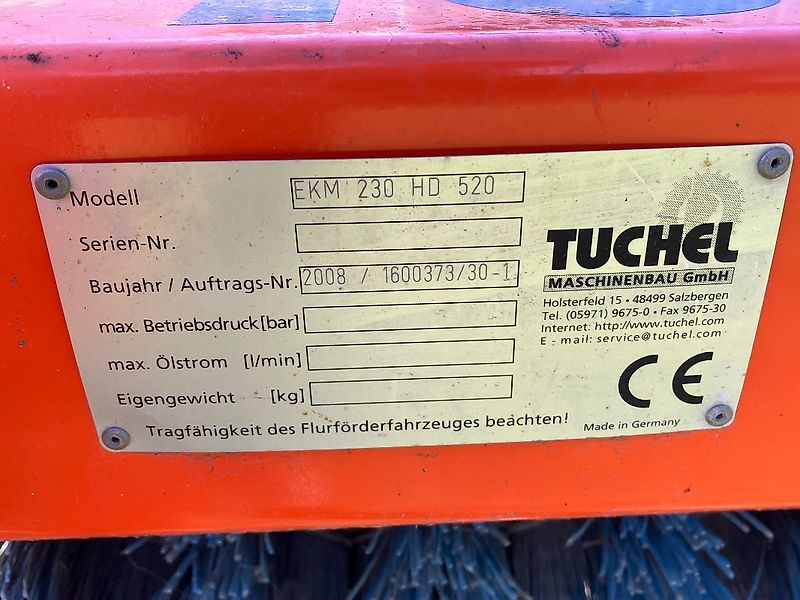 Modell EKM 230 HD 520
Serien-Nr.
Baujahr / Auftrags-Nr. 2008 / 1600373/30-1
max. Betriebsdruck[bar]
max. Ölstrom [l/min]
Eigengewicht [kg]
Tragfähigkeit des Flurförderfahrzeuges beachten!
TUCHEL
MASCHINENBAU GmbH
Holsterfeld 15 • 48499 Salzbergen
Tel. (05971) 9675-0 • Fax 9675-30
Internet: http://www.tuchel.com
E - mail: service@tuchel.com
CE
Made in Germany